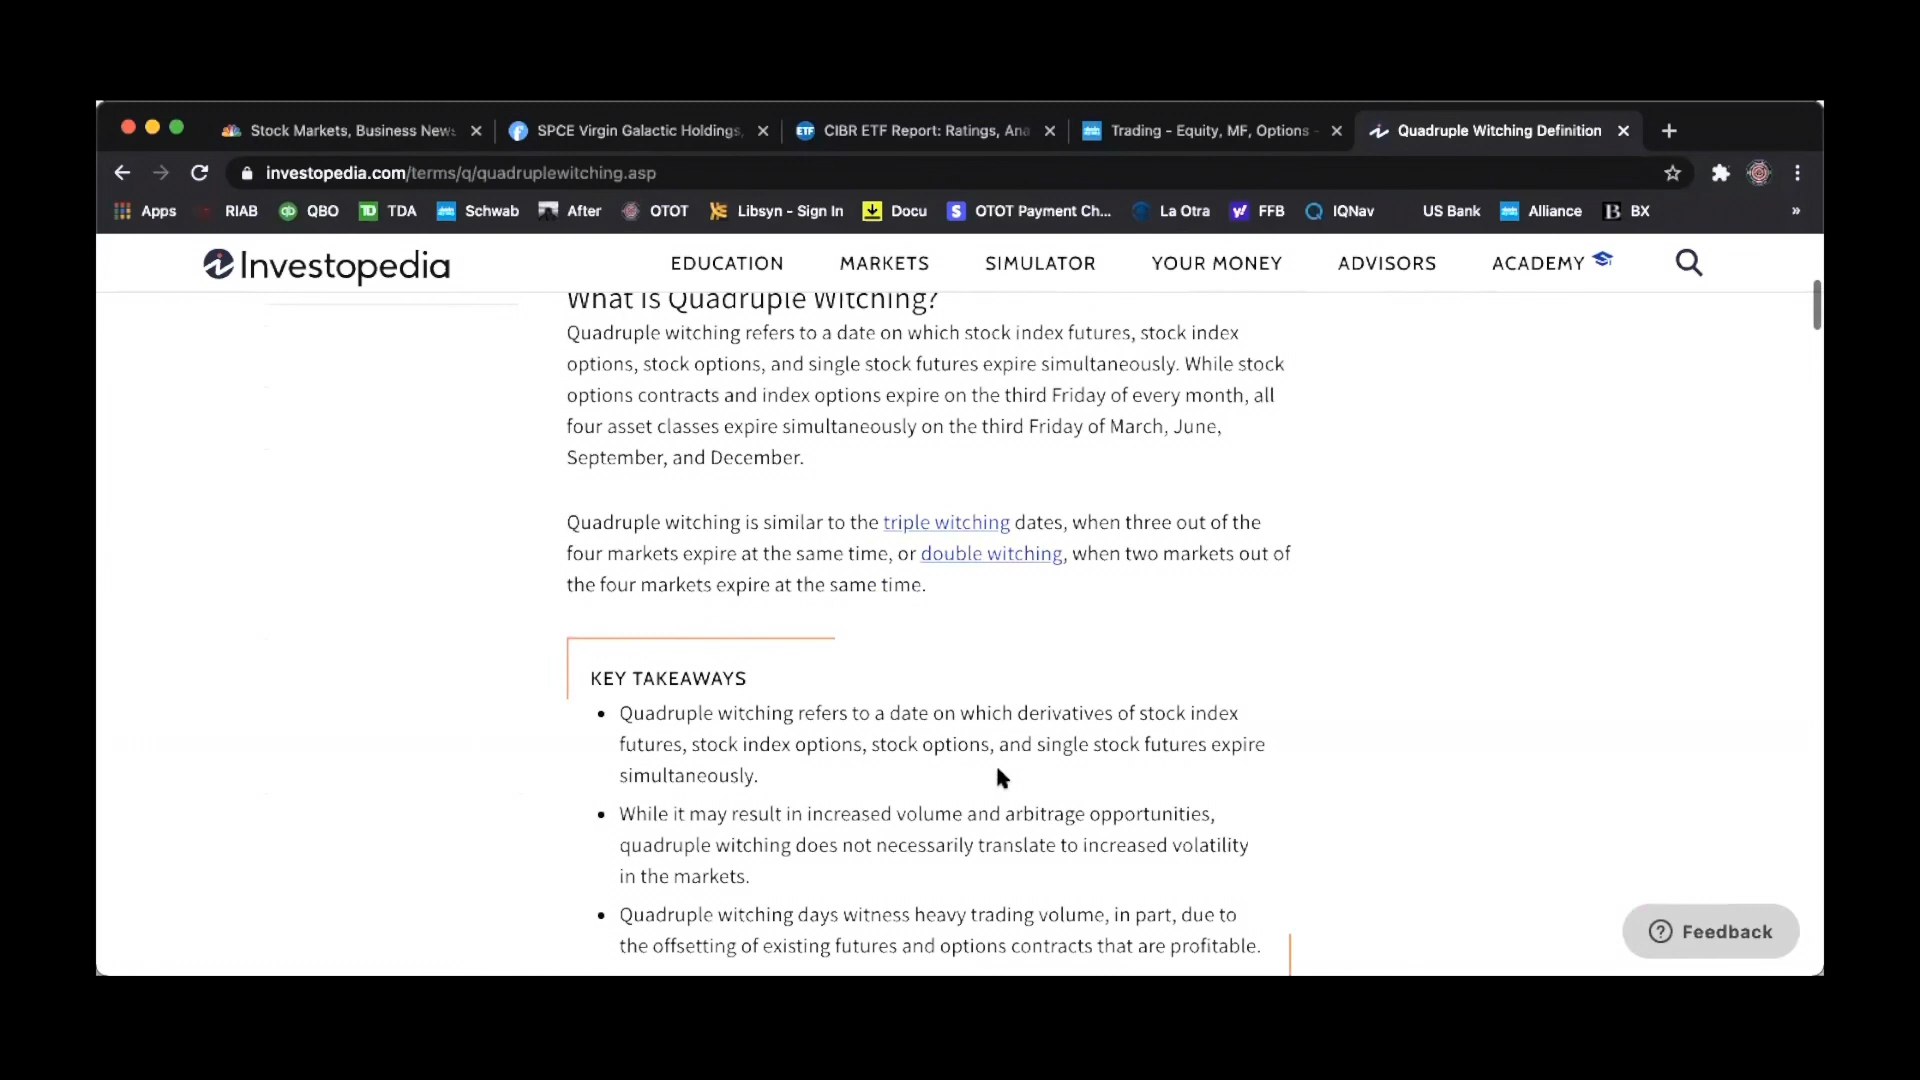 Stock Markets, Business News
SPCE Virgin Galactic Holdings,
ETF CIBR ETF Report: Ratings, Ana
Trading - Equity, MF, Options -
Quadruple Witching Definition
investopedia.com/terms/q/quadruplewitching.asp
Apps RIAB QBO TDA Schwab After OTOT Libsyn - Sign In Docu OTOT Payment Ch... La Otra FFB IQNav US Bank Alliance BX »
Investopedia
EDUCATION MARKETS SIMULATOR YOUR MONEY ADVISORS ACADEMY
What Is Quadruple Witching?
Quadruple witching refers to a date on which stock index futures, stock index
options, stock options, and single stock futures expire simultaneously. While stock
options contracts and index options expire on the third Friday of every month, all
four asset classes expire simultaneously on the third Friday of March, June,
September, and December.
Quadruple witching is similar to the triple witching dates, when three out of the
four markets expire at the same time, or double witching, when two markets out of
the four markets expire at the same time.
KEY TAKEAWAYS
• Quadruple witching refers to a date on which derivatives of stock index
futures, stock index options, stock options, and single stock futures expire
simultaneously.
• While it may result in increased volume and arbitrage opportunities,
quadruple witching does not necessarily translate to increased volatility
in the markets.
• Quadruple witching days witness heavy trading volume, in part, due to
the offsetting of existing futures and options contracts that are profitable.
Feedback